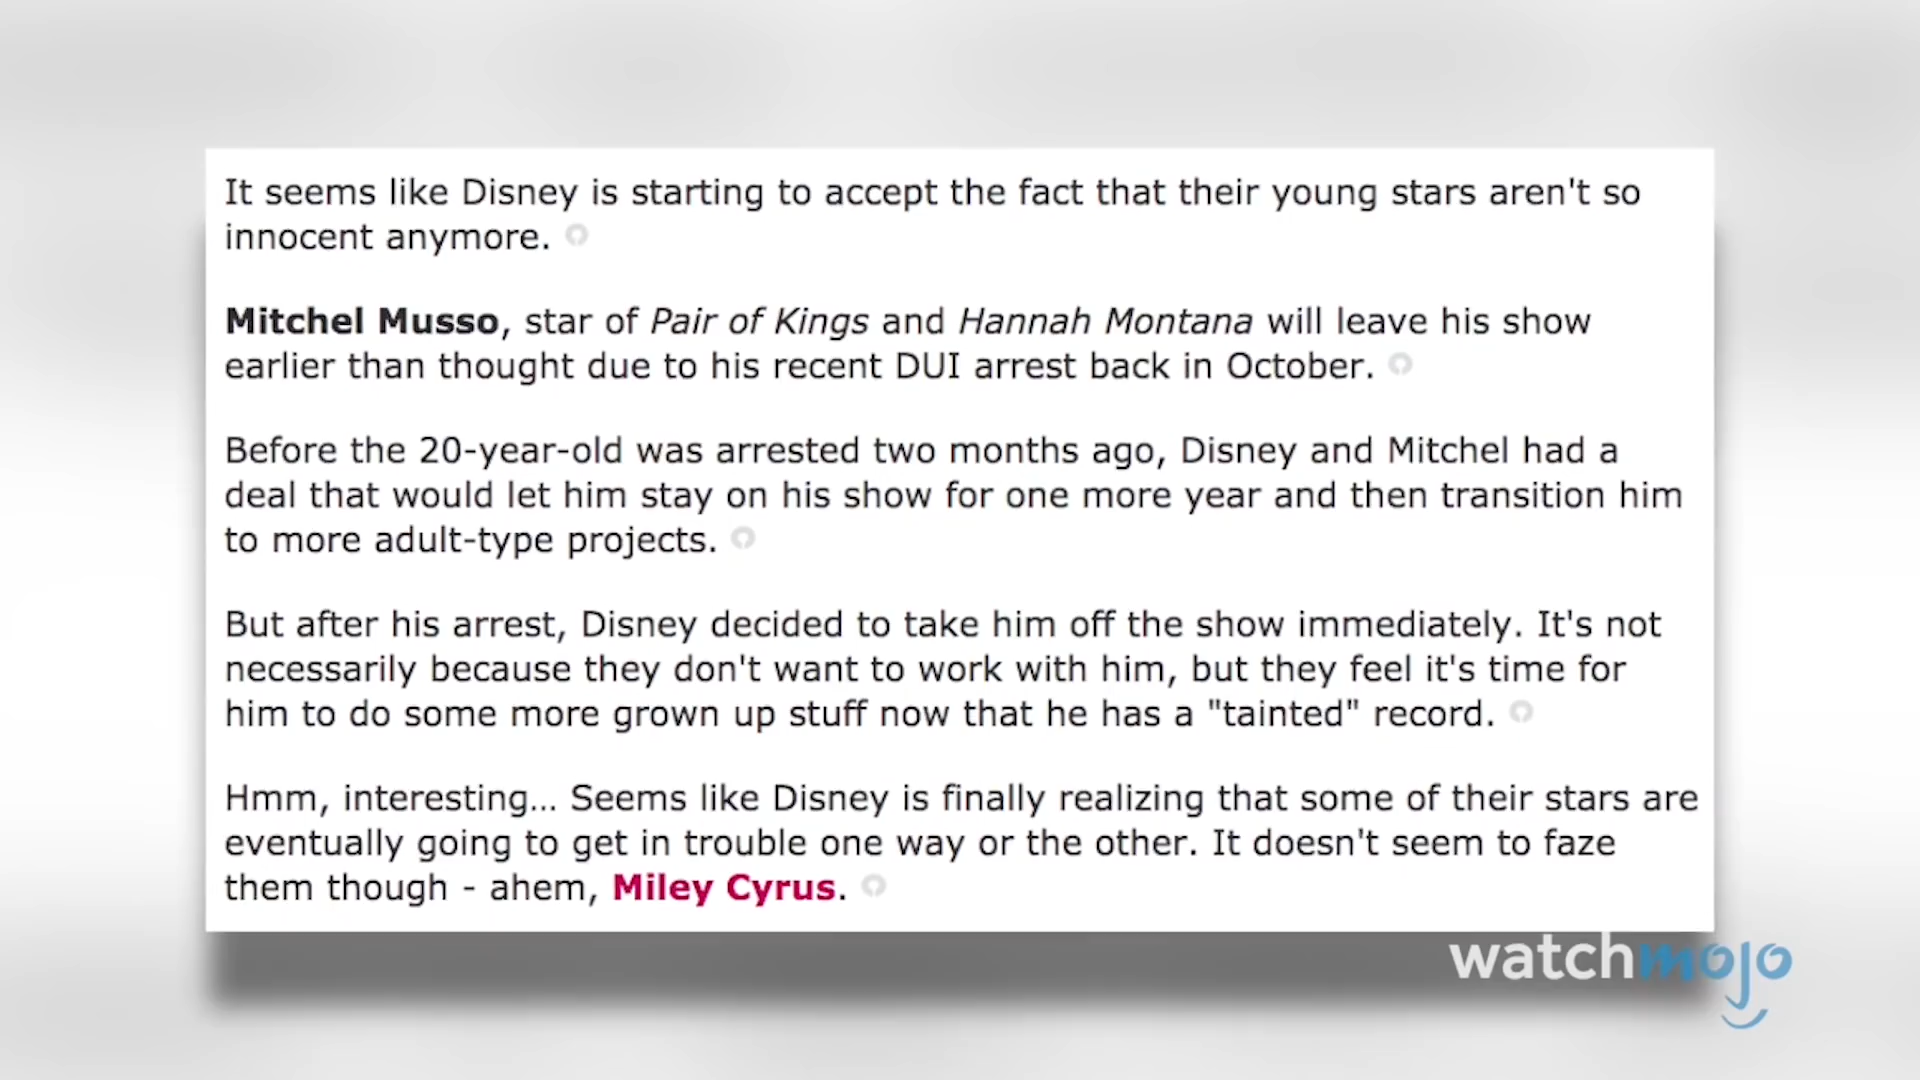 It seems like Disney is starting to accept the fact that their young stars aren't so
innocent anymore.
Mitchel Musso, star of Pair of Kings and Hannah Montana will leave his show
earlier than thought due to his recent DUI arrest back in October.
Before the 20-year-old was arrested two months ago, Disney and Mitchel had a
deal that would let him stay on his show for one more year and then transition him
to more adult-type projects.
But after his arrest, Disney decided to take him off the show immediately. It's not
necessarily because they don't want to work with him, but they feel it's time for
him to do some more grown up stuff now that he has a "tainted" record.
Hmm, interesting... Seems like Disney is finally realizing that some of their stars are
eventually going to get in trouble one way or the other. It doesn't seem to faze
them though - ahem, Miley Cyrus.
watchmojo